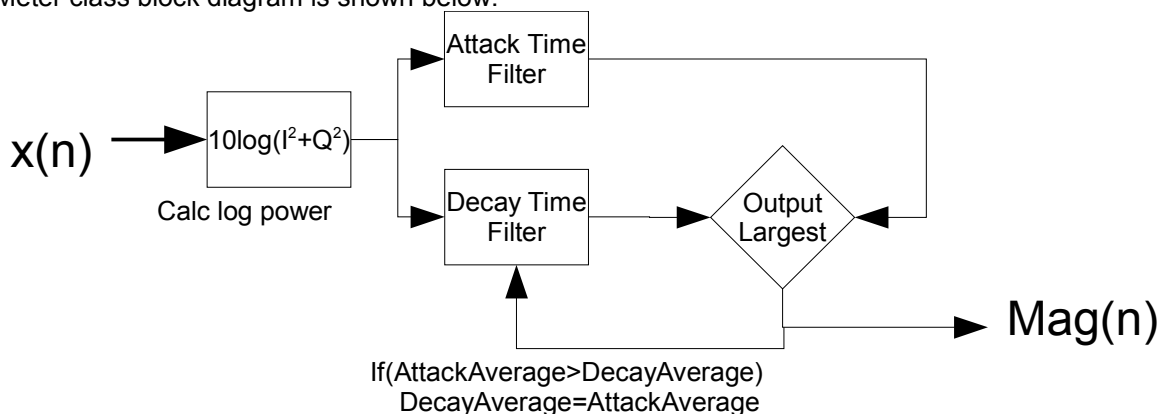 Meter class block diagram is shown below.
Attack Time
Filter
x(n)
10log(I²+Q²)
Calc log power
Decay Time
Filter
Output
Largest
Mag(n)
If(AttackAverage>DecayAverage)
DecayAverage=AttackAverage